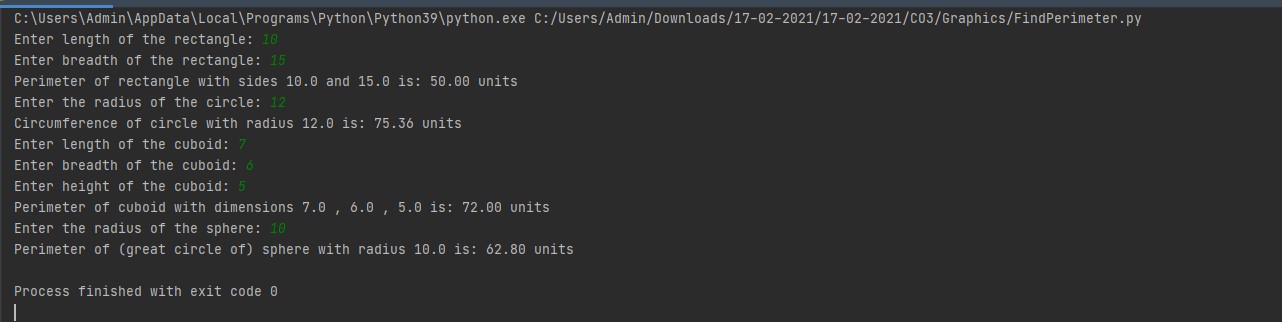 C:\Users\Admin\AppData\Local\Programs\Python\Python39\python.exe C:/Users/Admin/Downloads/17-02-2021/17-02-2021/CO3/Graphics/FindPerimeter.py
Enter length of the rectangle: 10
Enter breadth of the rectangle: 15
Perimeter of rectangle with sides 10.0 and 15.0 is: 50.00 units
Enter the radius of the circle: 12
Circumference of circle with radius 12.0 is: 75.36 units
Enter length of the cuboid: 7
Enter breadth of the cuboid: 6
Enter height of the cuboid: 5
Perimeter of cuboid with dimensions 7.0 , 6.0 , 5.0 is: 72.00 units
Enter the radius of the sphere: 10
Perimeter of (great circle of) sphere with radius 10.0 is: 62.80 units
Process finished with exit code 0